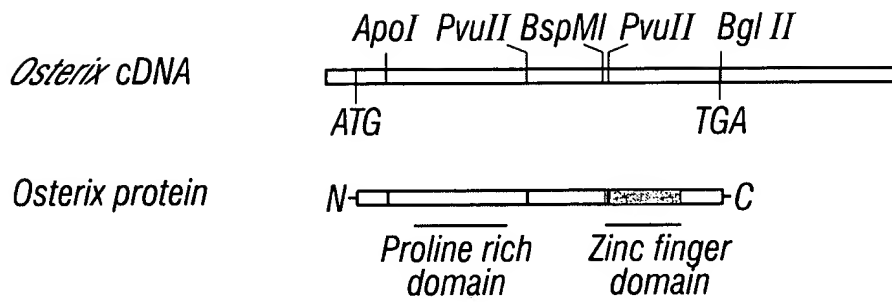 ApoI PvuII BspMI PvuII Bgl II
Osterix cDNA
ATG TGA
Osterix protein N C
Proline rich Zinc finger
domain domain